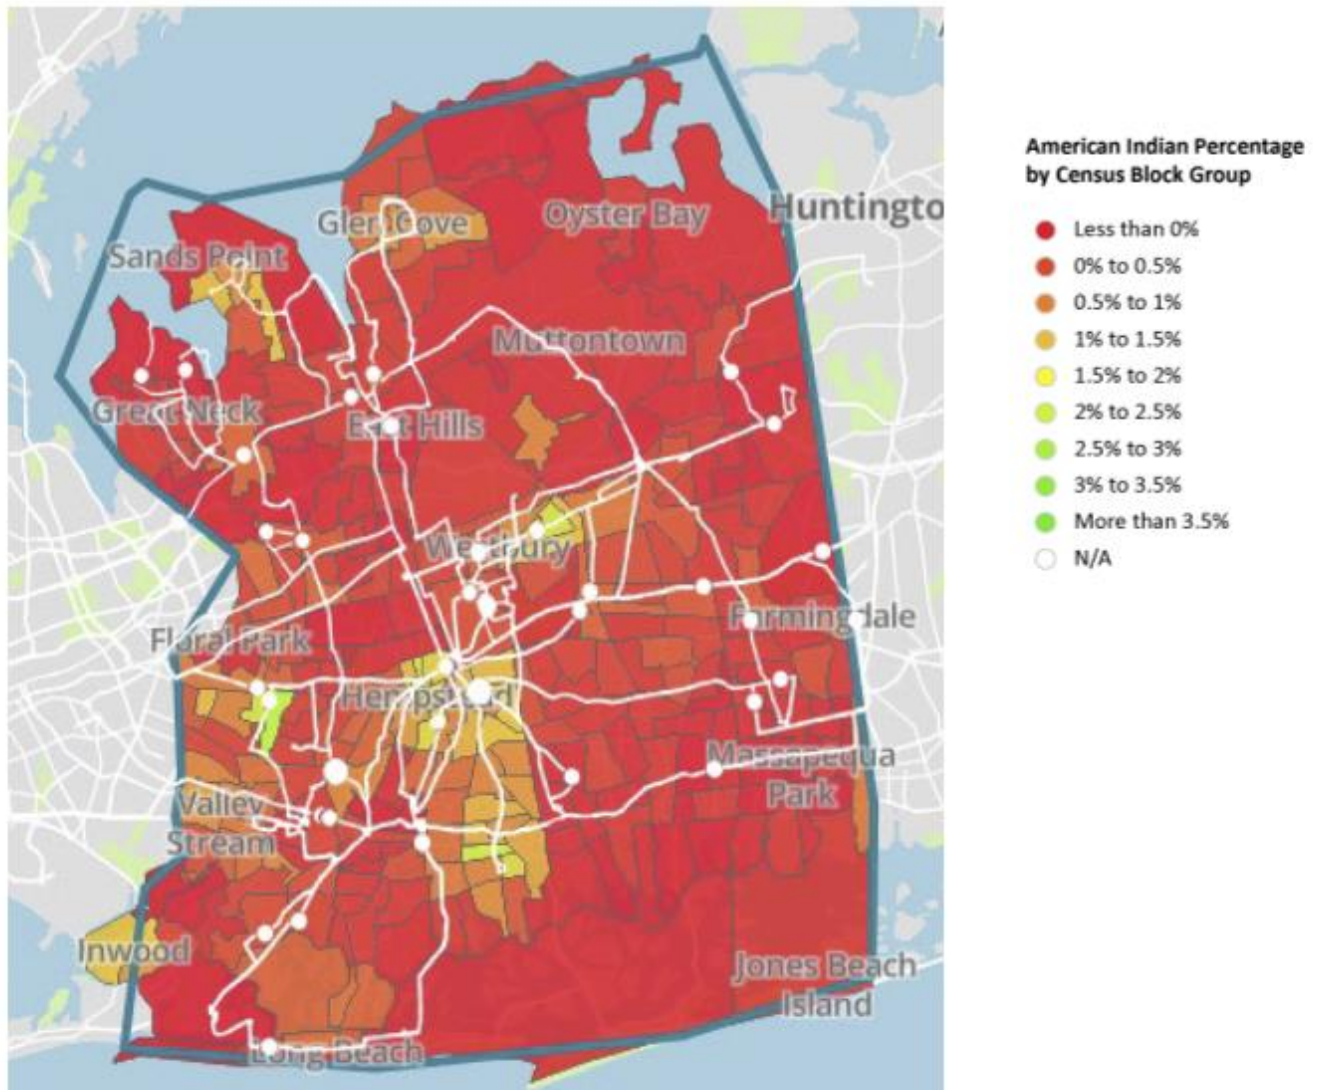 Glen Cove
Oyster Bay
Huntingto
Sands Point
Muttontown
Great Neck
East Hills
Westbury
Farmingdale
Floral Park
Hempstead
Massapequa
Park
Valley
Stream
Inwood
Jones Beach
Island
Long Beach
American Indian Percentage
by Census Block Group
Less than 0%
0% to 0.5%
0.5% to 1%
1% to 1.5%
1.5% to 2%
2% to 2.5%
2.5% to 3%
3% to 3.5%
More than 3.5%
N/A